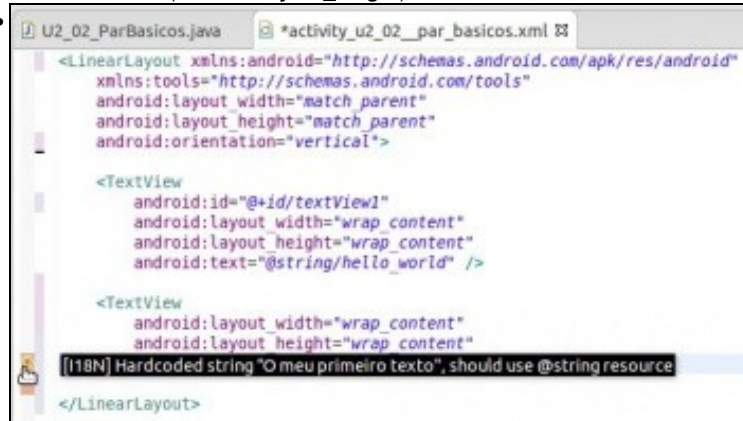 U2_02_ParBasicos.java
*activity_u2_02__par_basicos.xml
<LinearLayout xmlns:android="http://schemas.android.com/apk/res/android"
xmlns:tools="http://schemas.android.com/tools"
android:layout_width="match_parent"
android:layout_height="match_parent"
android:orientation="vertical">
<TextView
android:id="@+id/textView1"
android:layout_width="wrap_content"
android:layout_height="wrap_content"
android:text="@string/hello_world" />
<TextView
android:layout_width="wrap_content"
android:layout_height="wrap_content"
[I18N] Hardcoded string "O meu primeiro texto", should use @string resource
</LinearLayout>